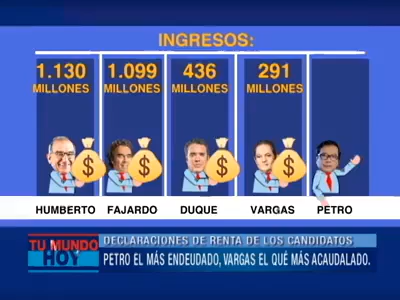 INGRESOS:
1.130 1.099 436 291
MILLONES MILLONES MILLONES MILLONES
$ $ $ $
HUMBERTO FAJARDO DUQUE VARGAS PETRO
TU MUNDO
HOY
DECLARACIONES DE RENTA DE LOS CANDIDATOS
PETRO EL MÁS ENDEUDADO, VARGAS EL QUÉ MÁS ACAUDALADO.